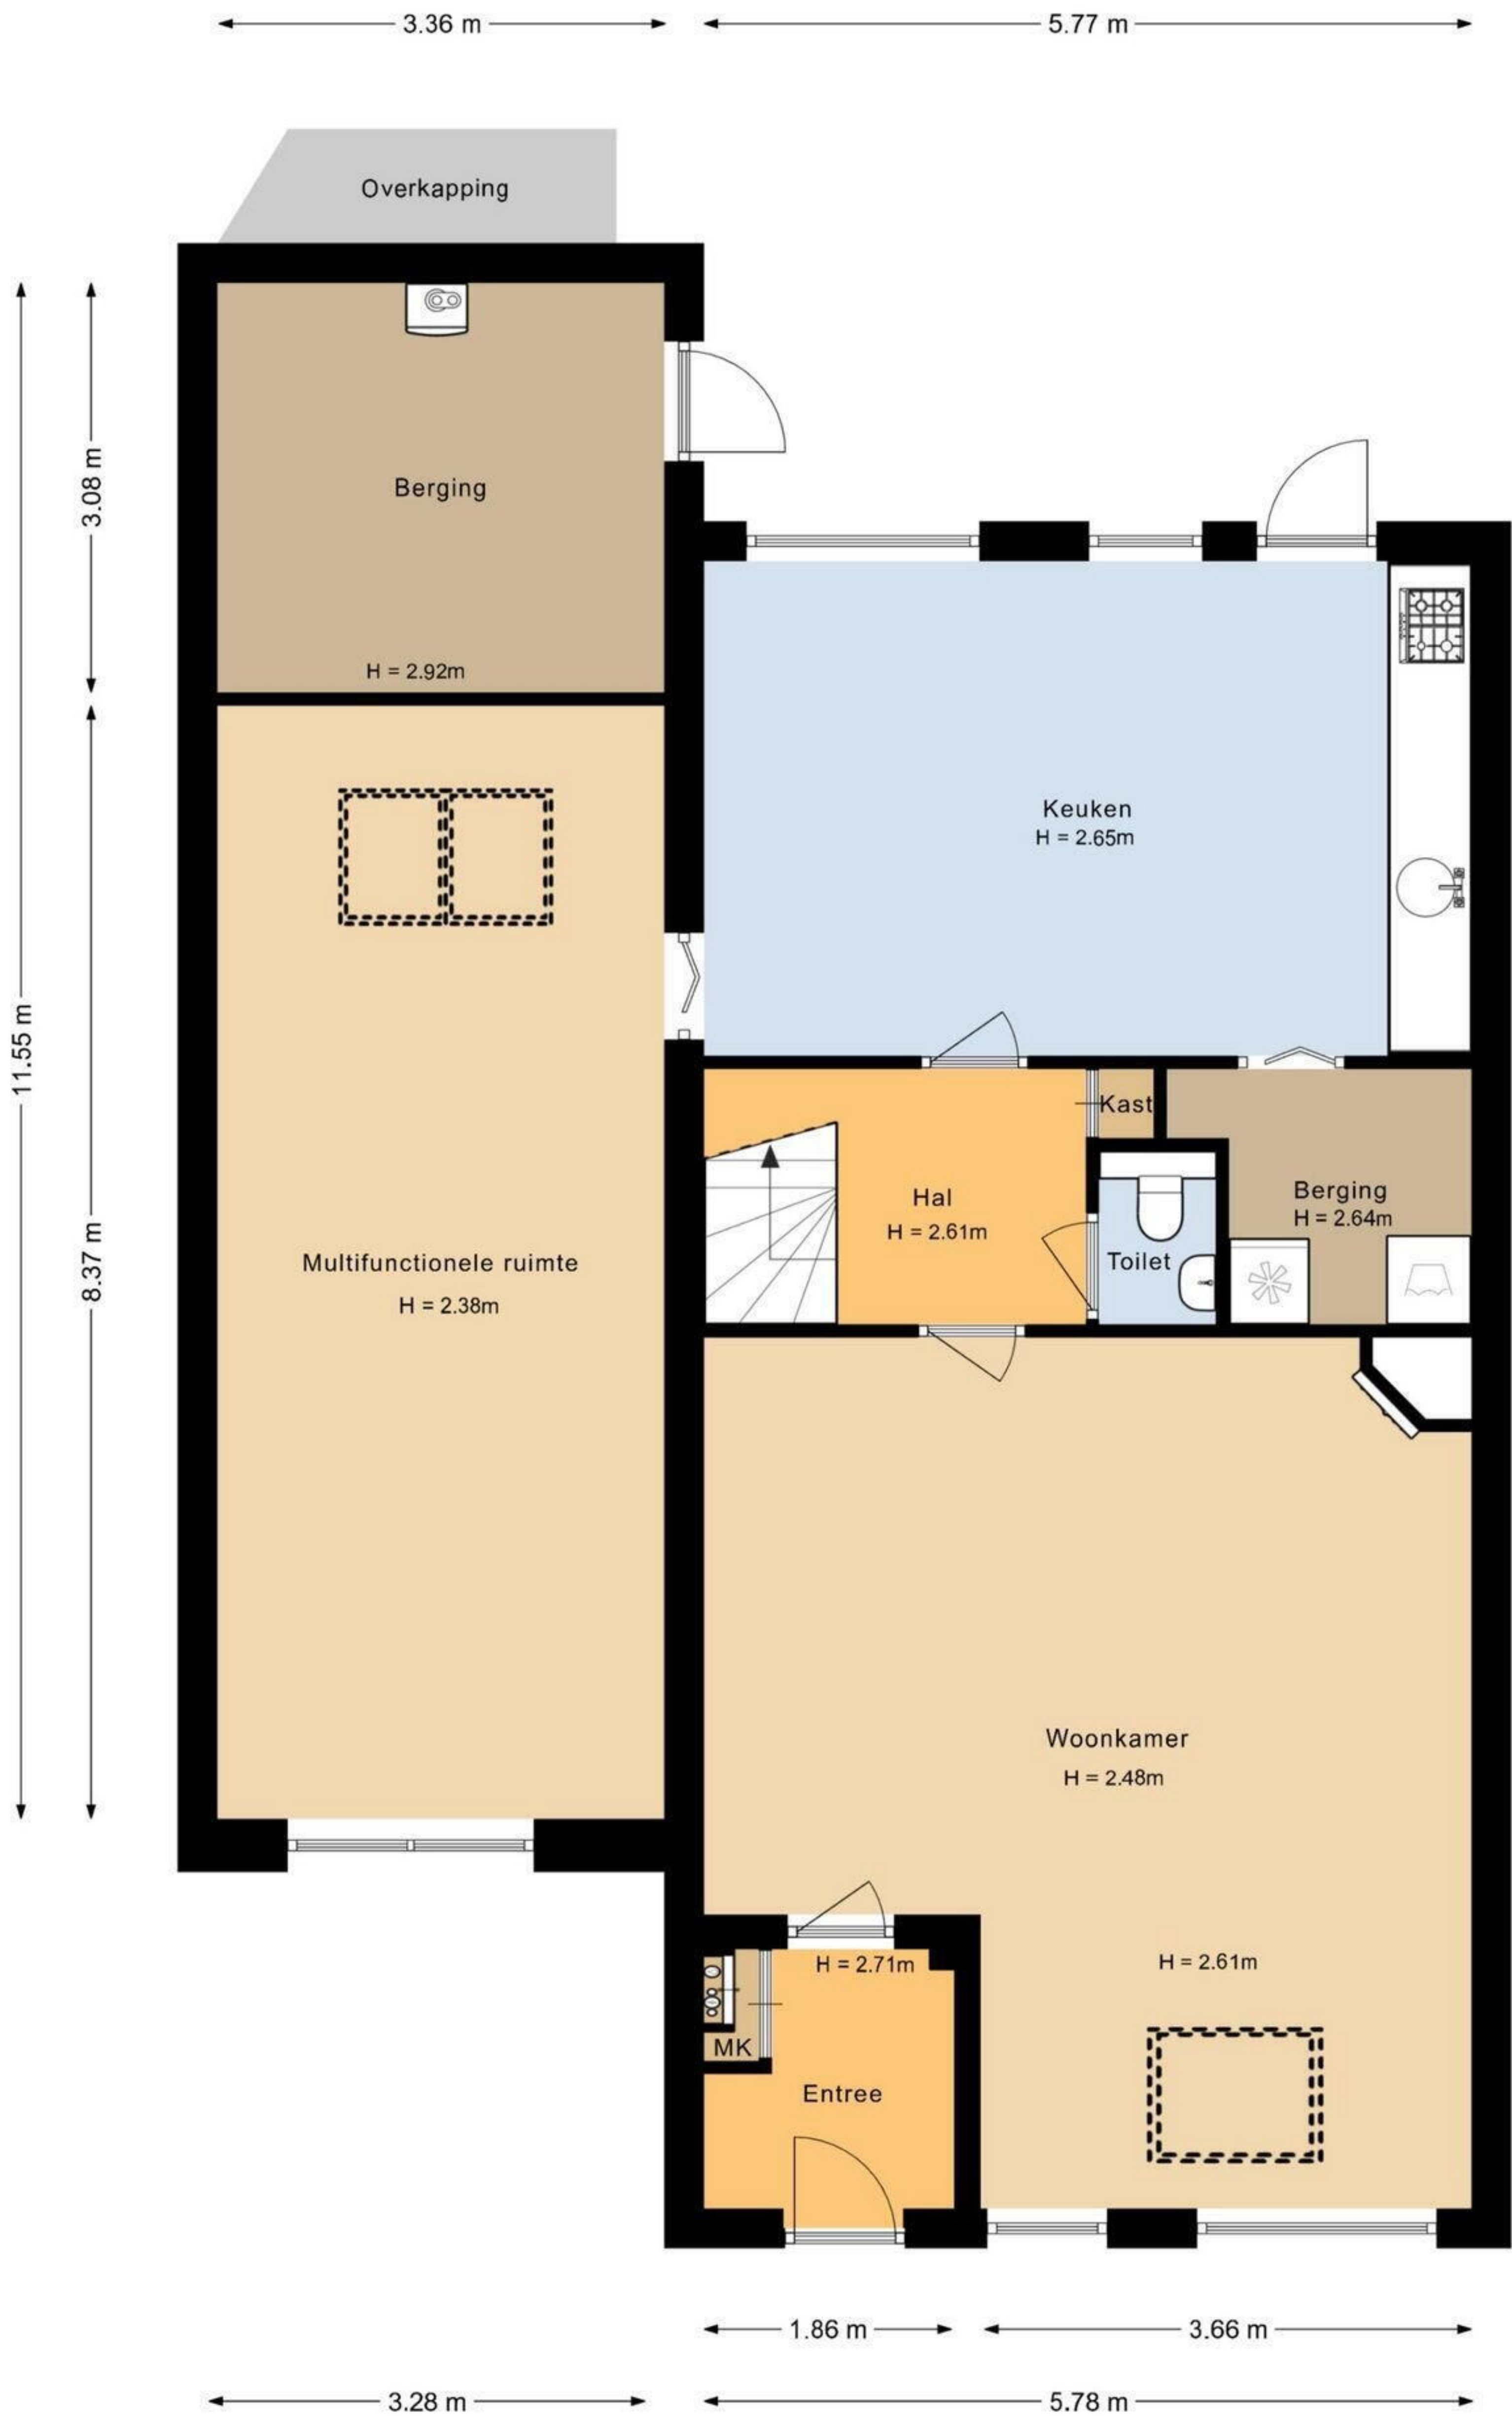 3.36 m
5.77 m
Overkapping
Berging
H = 2.92m
3.08 m
11.55 m
8.37 m
Keuken
H = 2.65m
Kast
Hal
H = 2.61m
Toilet
Berging
H = 2.64m
Multifunctionele ruimte
H = 2.38m
Woonkamer
H = 2.48m
H = 2.71m
H = 2.61m
MK
Entree
1.86 m
3.66 m
3.28 m
5.78 m